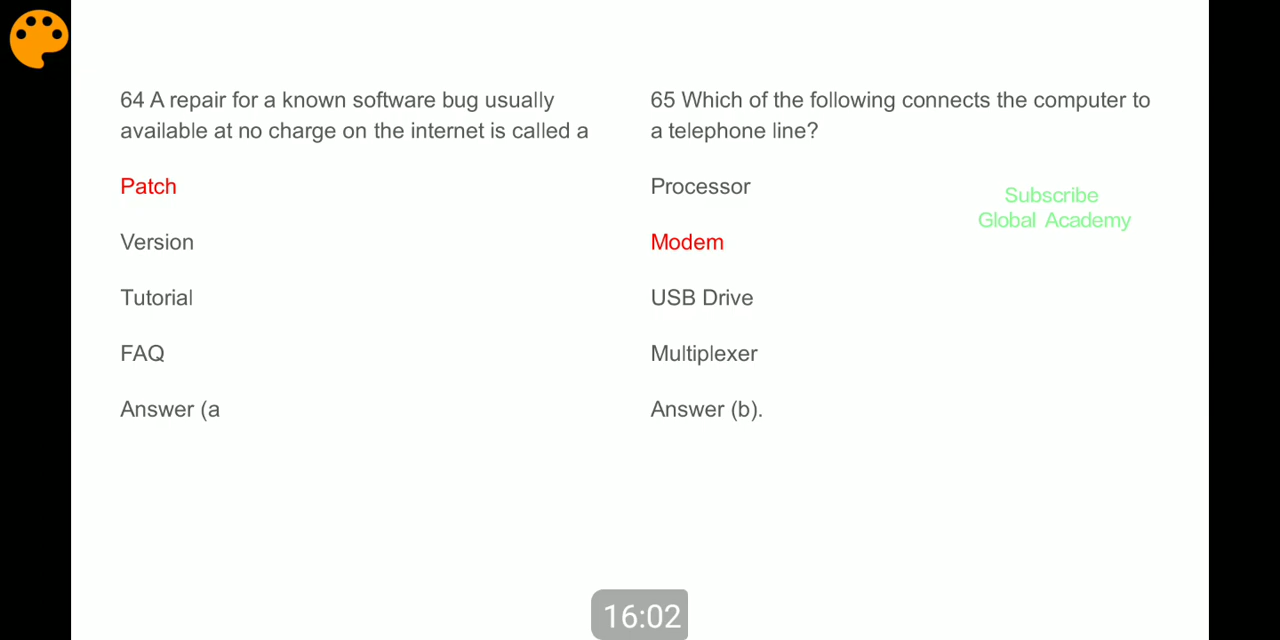 64 A repair for a known software bug usually
available at no charge on the internet is called a
Patch
Version
Tutorial
FAQ
Answer (a
65 Which of the following connects the computer to
a telephone line?
Processor
Modem
USB Drive
Multiplexer
Answer (b).
Subscribe
Global Academy
16:02